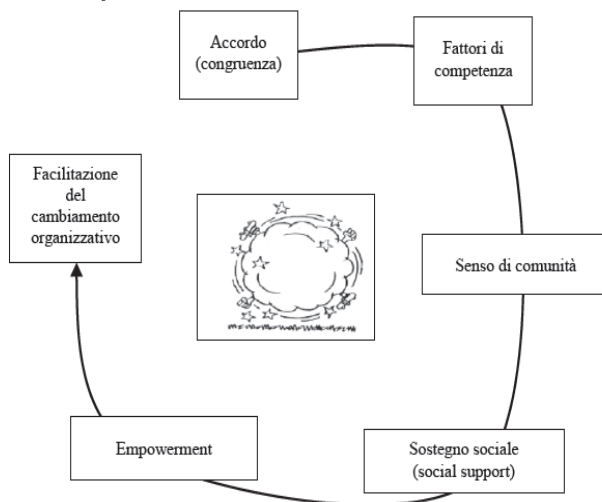 Accordo
(congruenza)
Fattori di
competenza
Senso di comunità
Sostegno sociale
(social support)
Empowerment
Facilitazione
del
cambiamento
organizzativo